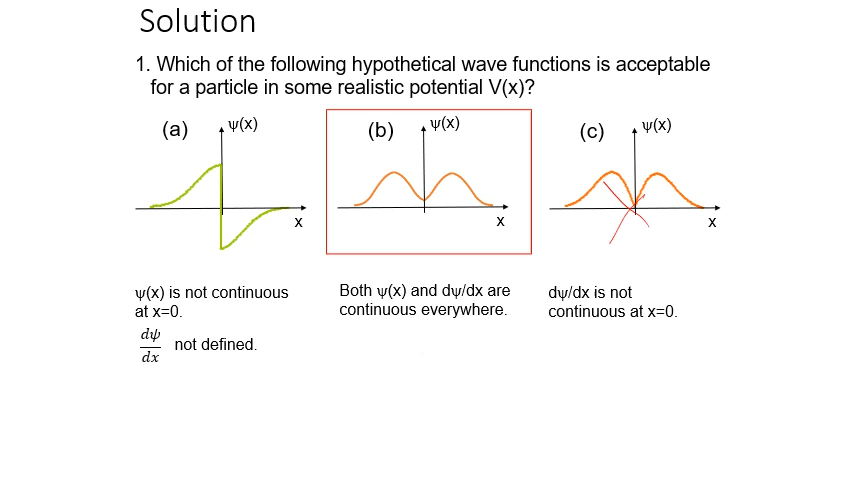 Solution
1. Which of the following hypothetical wave functions is acceptable
for a particle in some realistic potential V(x)?
(a) ψ(x)
(b) ψ(x)
(c) ψ(x)
x
x
x
ψ(x) is not continuous
at x=0.
dψ
dx
not defined.
Both ψ(x) and dψ/dx are
continuous everywhere.
dψ/dx is not
continuous at x=0.